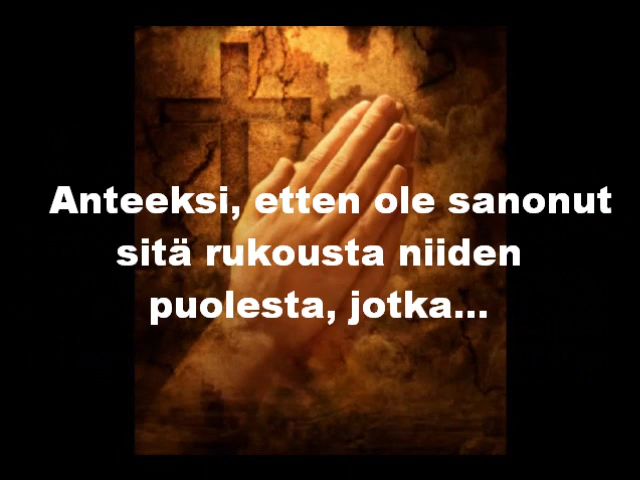 Anteeksi, etten ole sanonut
sitä rukousta niiden
puolesta, jotka...